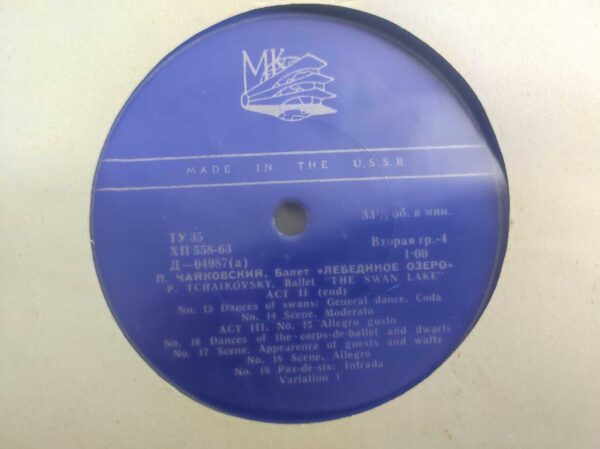 МК
MADE IN THE U.S.S.R
33⅓ об. в мин.
ТУ 35
ХП 558-63
Вторая гр.-4
Д—04987(а)
1-00
П. ЧАЙКОВСКИЙ, Балет «ЛЕБЕДИНОЕ ОЗЕРО»
P. TCHAIKOVSKY, Ballet "THE SWAN LAKE"
ACT II (end)
No. 13 Dances of swans: General dance, Coda
No. 14 Scene, Moderato
ACT III, No. 15 Allegro gusto
No. 16 Dances of the corps-de-ballet and dwarls
No. 17 Scene, Appearence of guests and waltz
No. 18 Scene, Allegro
No. 19 Pas-de-six: Intrada
Variation 1